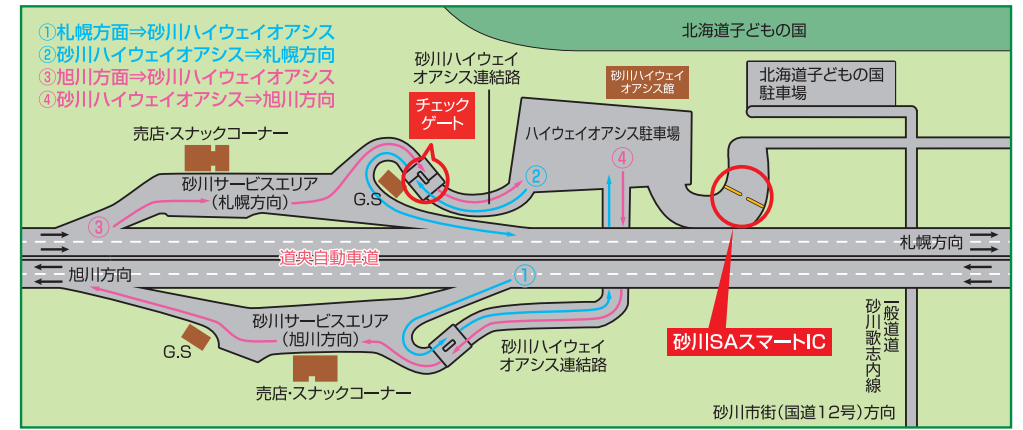 ①札幌方面⇒砂川ハイウェイオアシス
②砂川ハイウェイオアシス⇒札幌方向
③旭川方面⇒砂川ハイウェイオアシス
④砂川ハイウェイオアシス⇒旭川方向
北海道子どもの国
砂川ハイウェイ
オアシス連結路
砂川ハイウェイ
オアシス館
北海道子どもの国
駐車場
チェック
ゲート
売店・スナックコーナー
ハイウェイオアシス駐車場
砂川サービスエリア
(札幌方向)
G.S
②
④
③
札幌方向
道央自動車道
旭川方向
①
砂川サービスエリア
(旭川方向)
G.S
売店・スナックコーナー
砂川ハイウェイ
オアシス連結路
砂川SAスマートIC
一般道道
砂川歌志内線
砂川市街(国道12号)方向